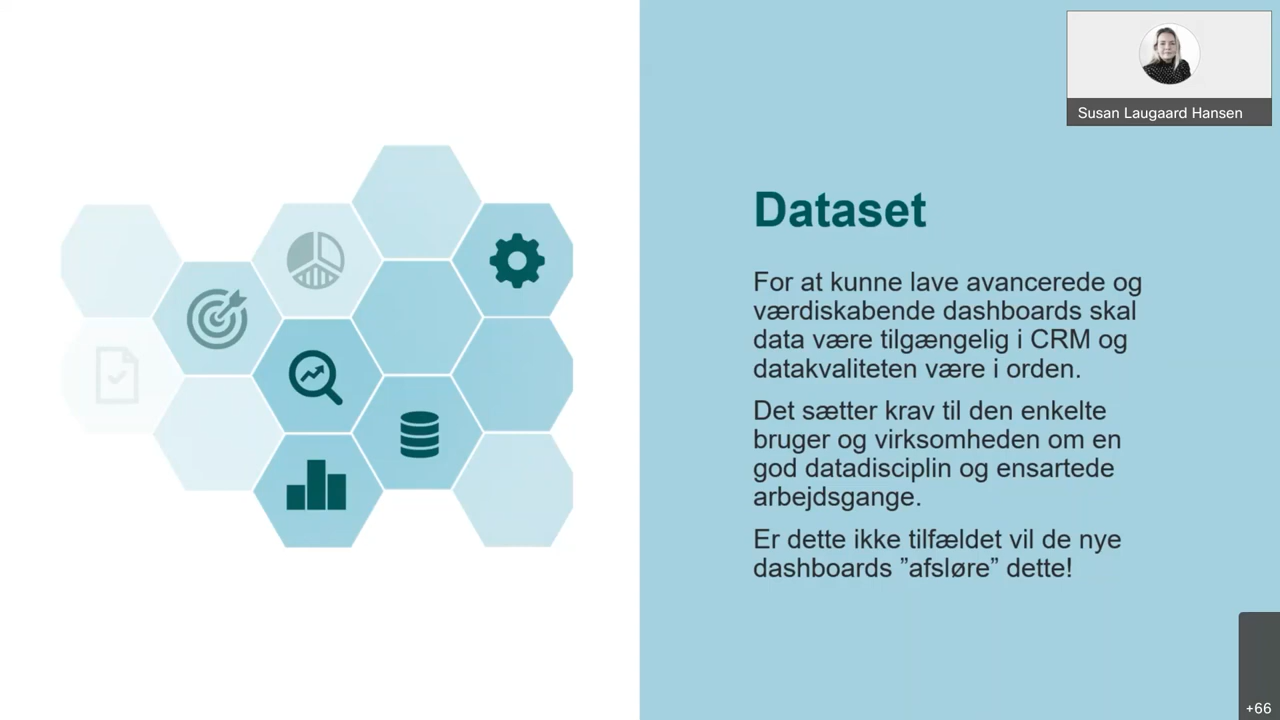 Susan Laugaard Hansen
Dataset
For at kunne lave avancerede og
værdiskabende dashboards skal
data være tilgængelig i CRM og
datakvaliteten være i orden.
Det sætter krav til den enkelte
bruger og virksomheden om en
god datadisciplin og ensartede
arbejdsgange.
Er dette ikke tilfældet vil de nye
dashboards ”afsløre” dette!
+66